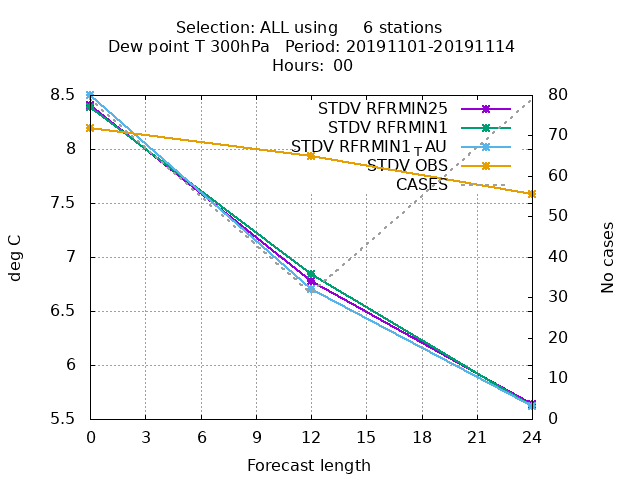 Selection: ALL using     6 stations
Dew point T 300hPa   Period: 20191101-20191114
Hours:  00
STDV RFRMIN25
STDV RFRMIN1
STDV RFRMIN1_TAU
STDV OBS
CASES
8.5
8
7.5
7
6.5
6
5.5
deg C
80
70
60
50
40
30
20
10
0
No cases
0 3 6 9 12 15 18 21 24
Forecast length